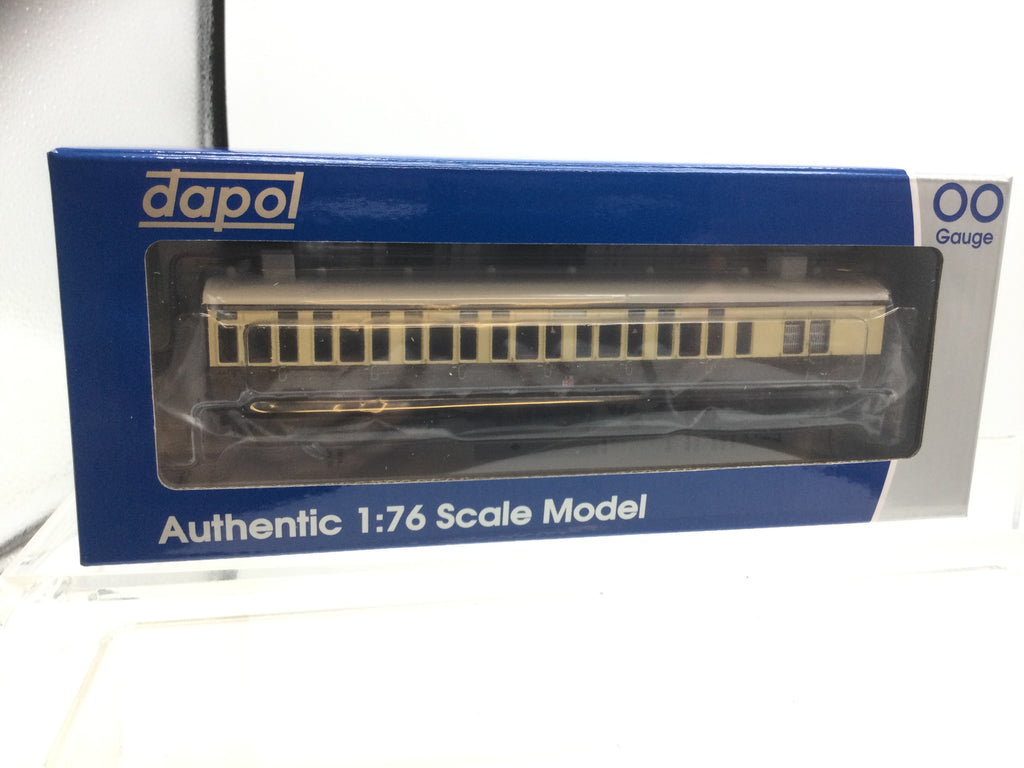 dapol
OO
Gauge
Authentic 1:76 Scale Model